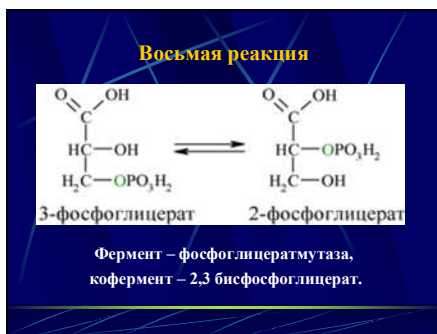 Восьмая реакция
O OH O OH
C C
HC—OH HC—OPO₃H₂
H₂C—OPO₃H₂ H₂C—OH
3-фосфоглицерат 2-фосфоглицерат
Фермент – фосфоглицератмутаза,
кофермент – 2,3 бисфосфоглицерат.